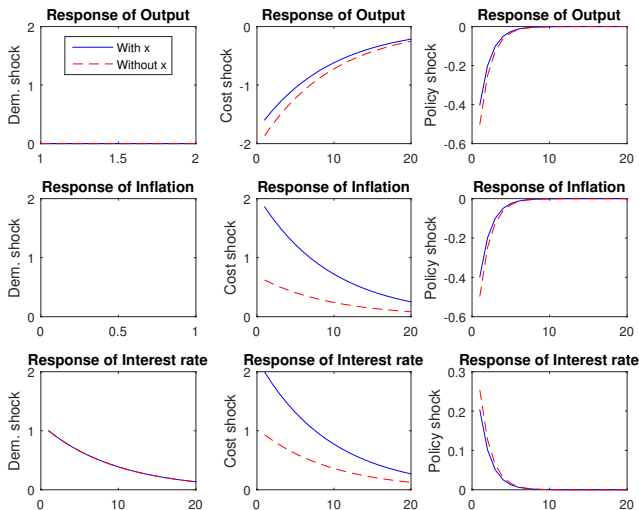 Response of Output
Dem. shock
2
1
0
1
1.5
2
With x
Without x
Response of Output
Cost shock
0
-1
-2
0
10
20
Response of Output
Policy shock
0
-0.2
-0.4
-0.6
0
10
20
Response of Inflation
Dem. shock
2
1
0
0
0.5
1
Response of Inflation
Cost shock
2
1
0
0
10
20
Response of Inflation
Policy shock
0
-0.2
-0.4
-0.6
0
10
20
Response of Interest rate
Dem. shock
2
1
0
0
10
20
Response of Interest rate
Cost shock
2
1
0
0
10
20
Response of Interest rate
Policy shock
0.3
0.2
0.1
0
0
10
20